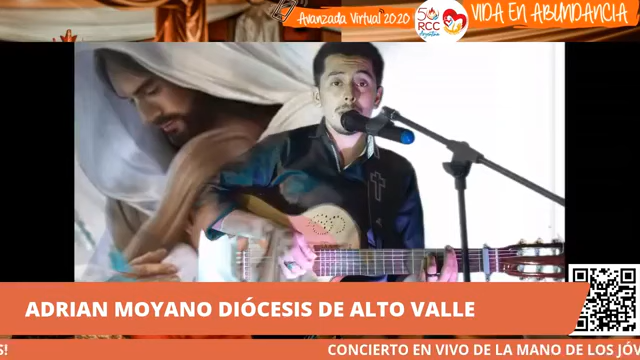 Avanzada Virtual 2020
50
RCC
Argentina
VIDA EN ABUNDANCIA
ADRIAN MOYANO DIÓCESIS DE ALTO VALLE
S! CONCIERTO EN VIVO DE LA MANO DE LOS JÓV